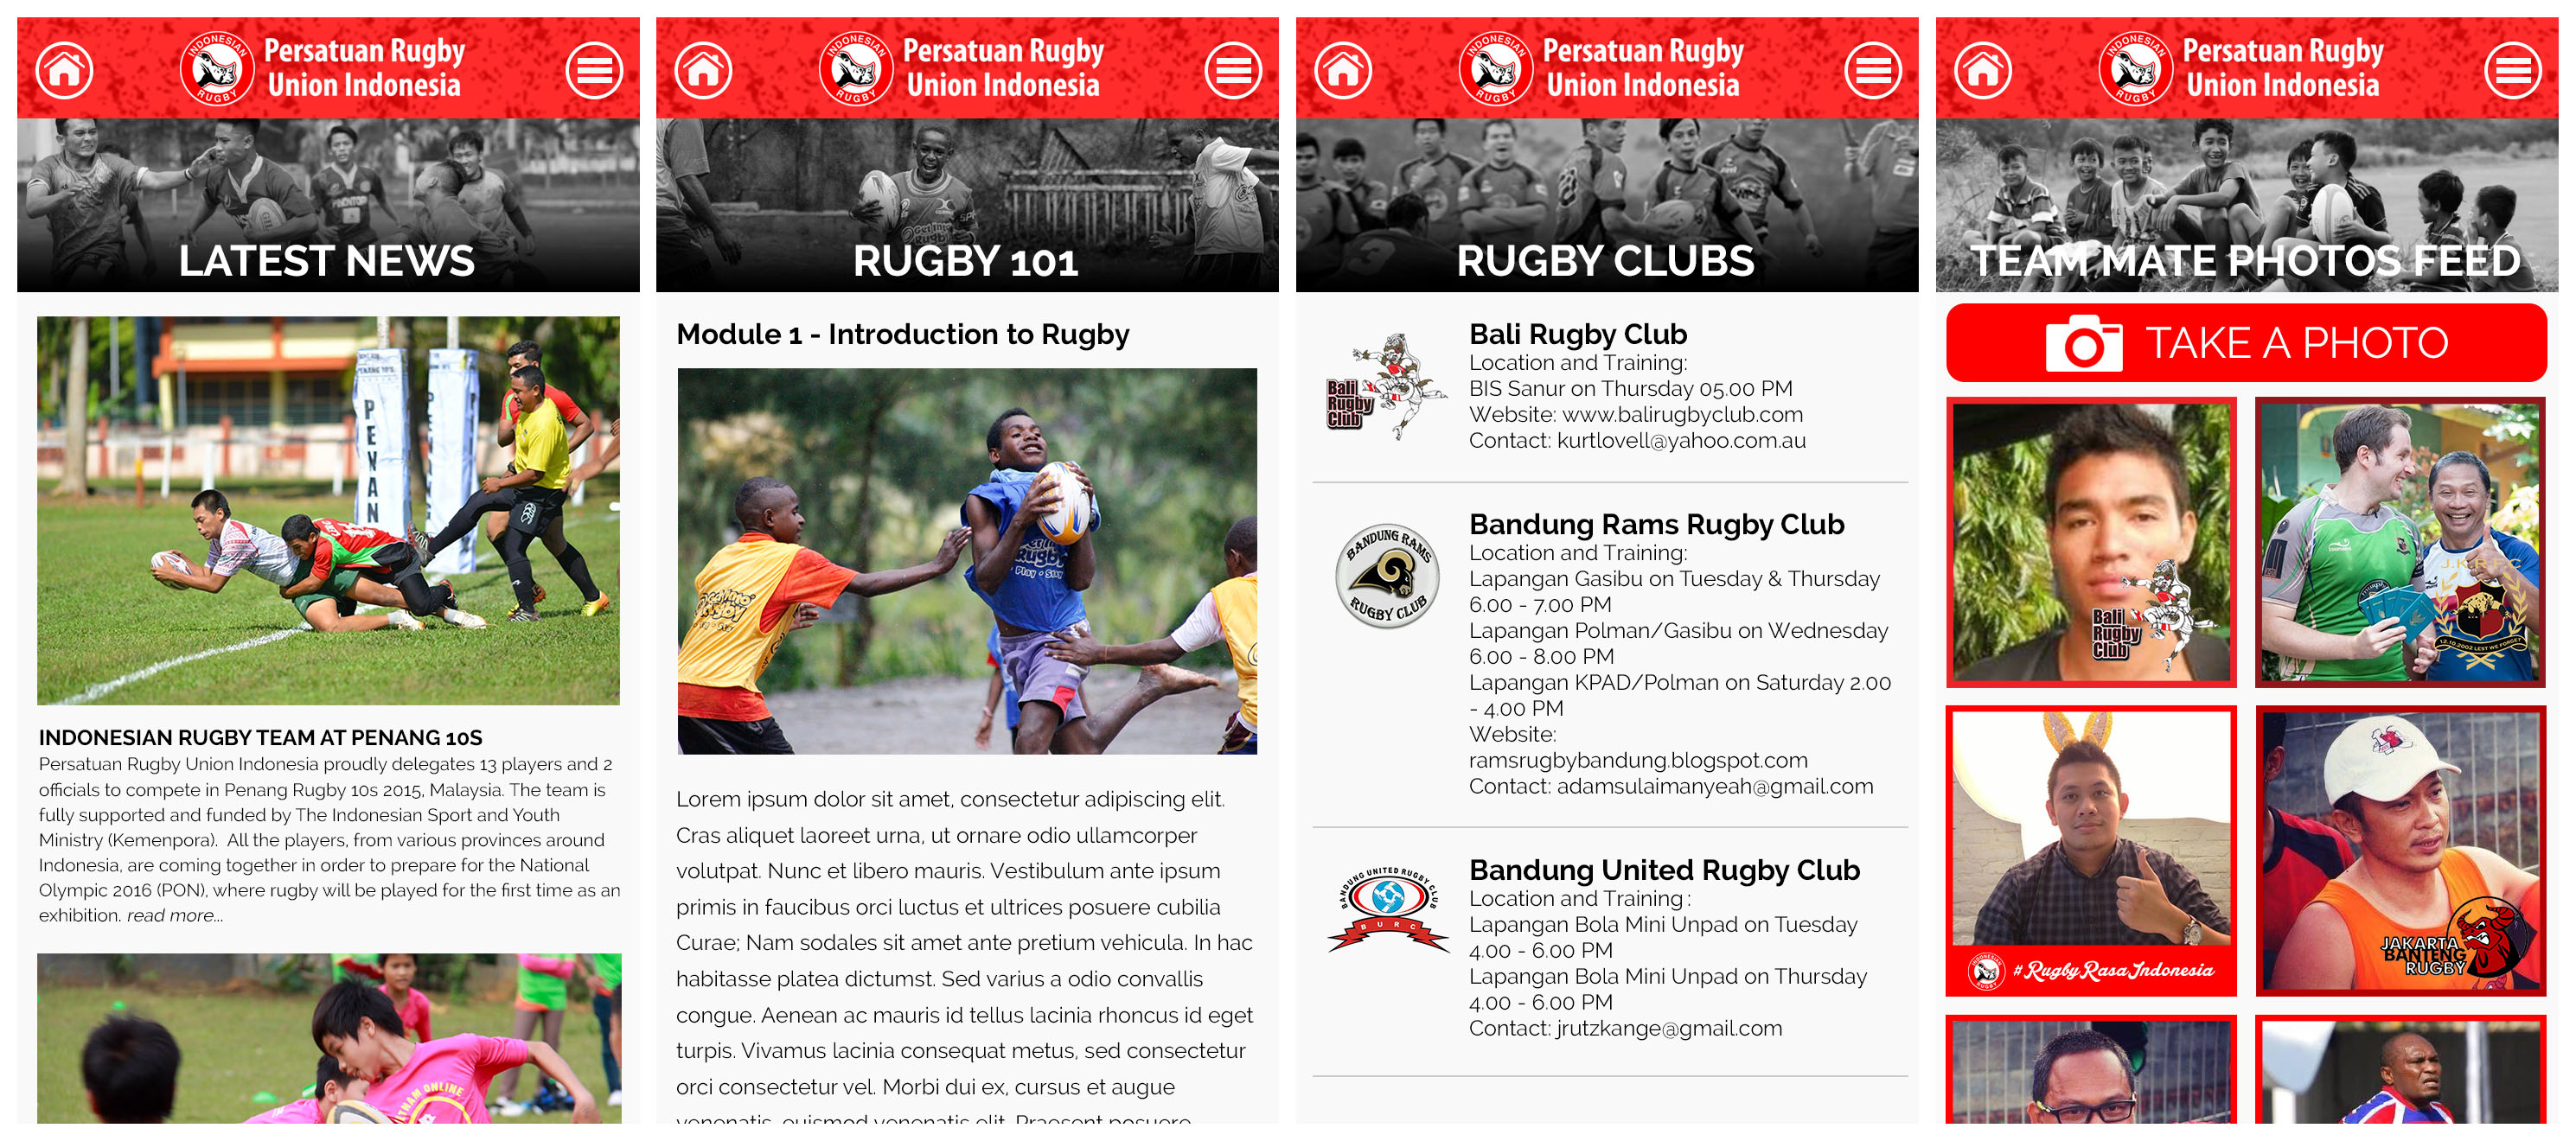 INDONESIAN
RUGBY
Persatuan Rugby
Union Indonesia
LATEST NEWS
PENANG 10'S
PENAN
INDONESIAN RUGBY TEAM AT PENANG 10S
Persatuan Rugby Union Indonesia proudly delegates 13 players and 2
officials to compete in Penang Rugby 10s 2015, Malaysia. The team is
fully supported and funded by The Indonesian Sport and Youth
Ministry (Kemenpora).  All the players, from various provinces around
Indonesia, are coming together in order to prepare for the National
Olympic 2016 (PON), where rugby will be played for the first time as an
exhibition. read more...
INDONESIAN
RUGBY
Persatuan Rugby
Union Indonesia
RUGBY 101
Module 1 - Introduction to Rugby
Lorem ipsum dolor sit amet, consectetur adipiscing elit.
Cras aliquet laoreet urna, ut ornare odio ullamcorper
volutpat. Nunc et libero mauris. Vestibulum ante ipsum
primis in faucibus orci luctus et ultrices posuere cubilia
Curae; Nam sodales sit amet ante pretium vehicula. In hac
habitasse platea dictumst. Sed varius a odio convallis
congue. Aenean ac mauris id tellus lacinia rhoncus id eget
turpis. Vivamus lacinia consequat metus, sed consectetur
orci consectetur vel. Morbi dui ex, cursus et augue
venenatis, euismod venenatis elit. Praesent posuere
INDONESIAN
RUGBY
Persatuan Rugby
Union Indonesia
RUGBY CLUBS
Bali
Rugby
Club
Bali Rugby Club
Location and Training:
BIS Sanur on Thursday 05.00 PM
Website: www.balirugbyclub.com
Contact: kurtlovell@yahoo.com.au
BANDUNG RAMS
RUGBY CLUB
Bandung Rams Rugby Club
Location and Training:
Lapangan Gasibu on Tuesday & Thursday
6.00 - 7.00 PM
Lapangan Polman/Gasibu on Wednesday
6.00 - 8.00 PM
Lapangan KPAD/Polman on Saturday 2.00
- 4.00 PM
Website:
ramsrugbybandung.blogspot.com
Contact: adamsulaimanyeah@gmail.com
BANDUNG UNITED RUGBY CLUB
BURC
Bandung United Rugby Club
Location and Training :
Lapangan Bola Mini Unpad on Tuesday
4.00 - 6.00 PM
Lapangan Bola Mini Unpad on Thursday
4.00 - 6.00 PM
Contact: jrutzkange@gmail.com
INDONESIAN
RUGBY
Persatuan Rugby
Union Indonesia
TEAM MATE PHOTOS FEED
TAKE A PHOTO
Bali
Rugby
Club
J.K.R.F.C
12.10.2002 LEST WE FORGET
#RugbyRasaIndonesia
JAKARTA
BANTENG
RUGBY